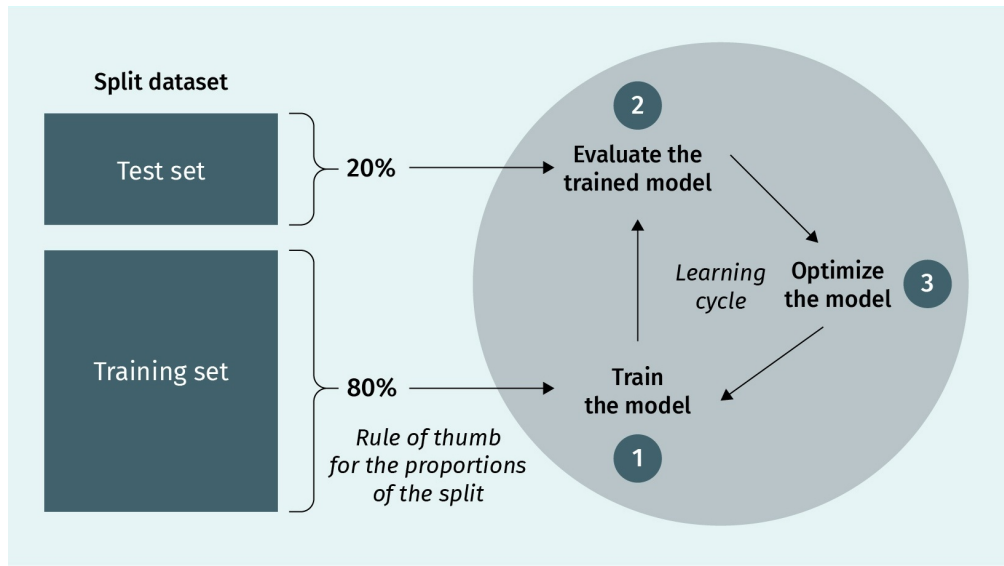 Split dataset
Test set
20%
Training set
80%
Rule of thumb
for the proportions
of the split
2
Evaluate the
trained model
Learning
cycle
Optimize
the model
3
Train
the model
1